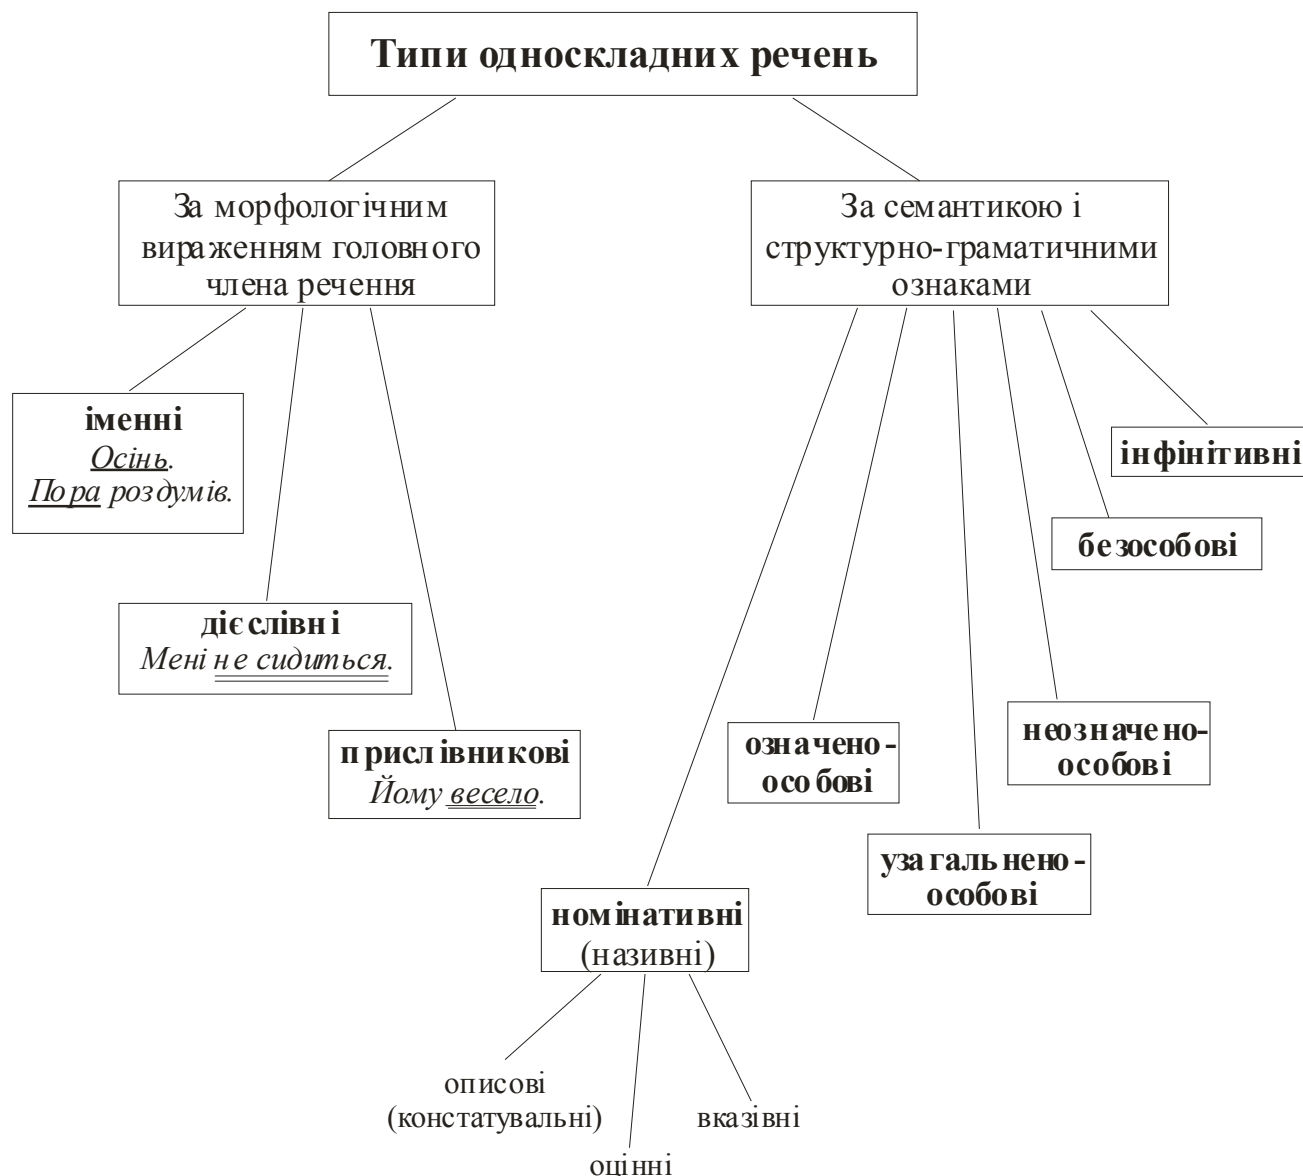 Типи односкладних речень
За морфологічним
вираженням головного
члена речення
За семантикою і
структурно-граматичними
ознаками
іменні
Осінь.
Пора роздумів.
дієслівні
Мені не сидиться.
прислівникові
Йому весело.
інфінітивні
безособові
неозначено-
особові
означено-
особові
узагальнено-
особові
номінативні
(називні)
описові
(констатувальні)
оцінні
вказівні